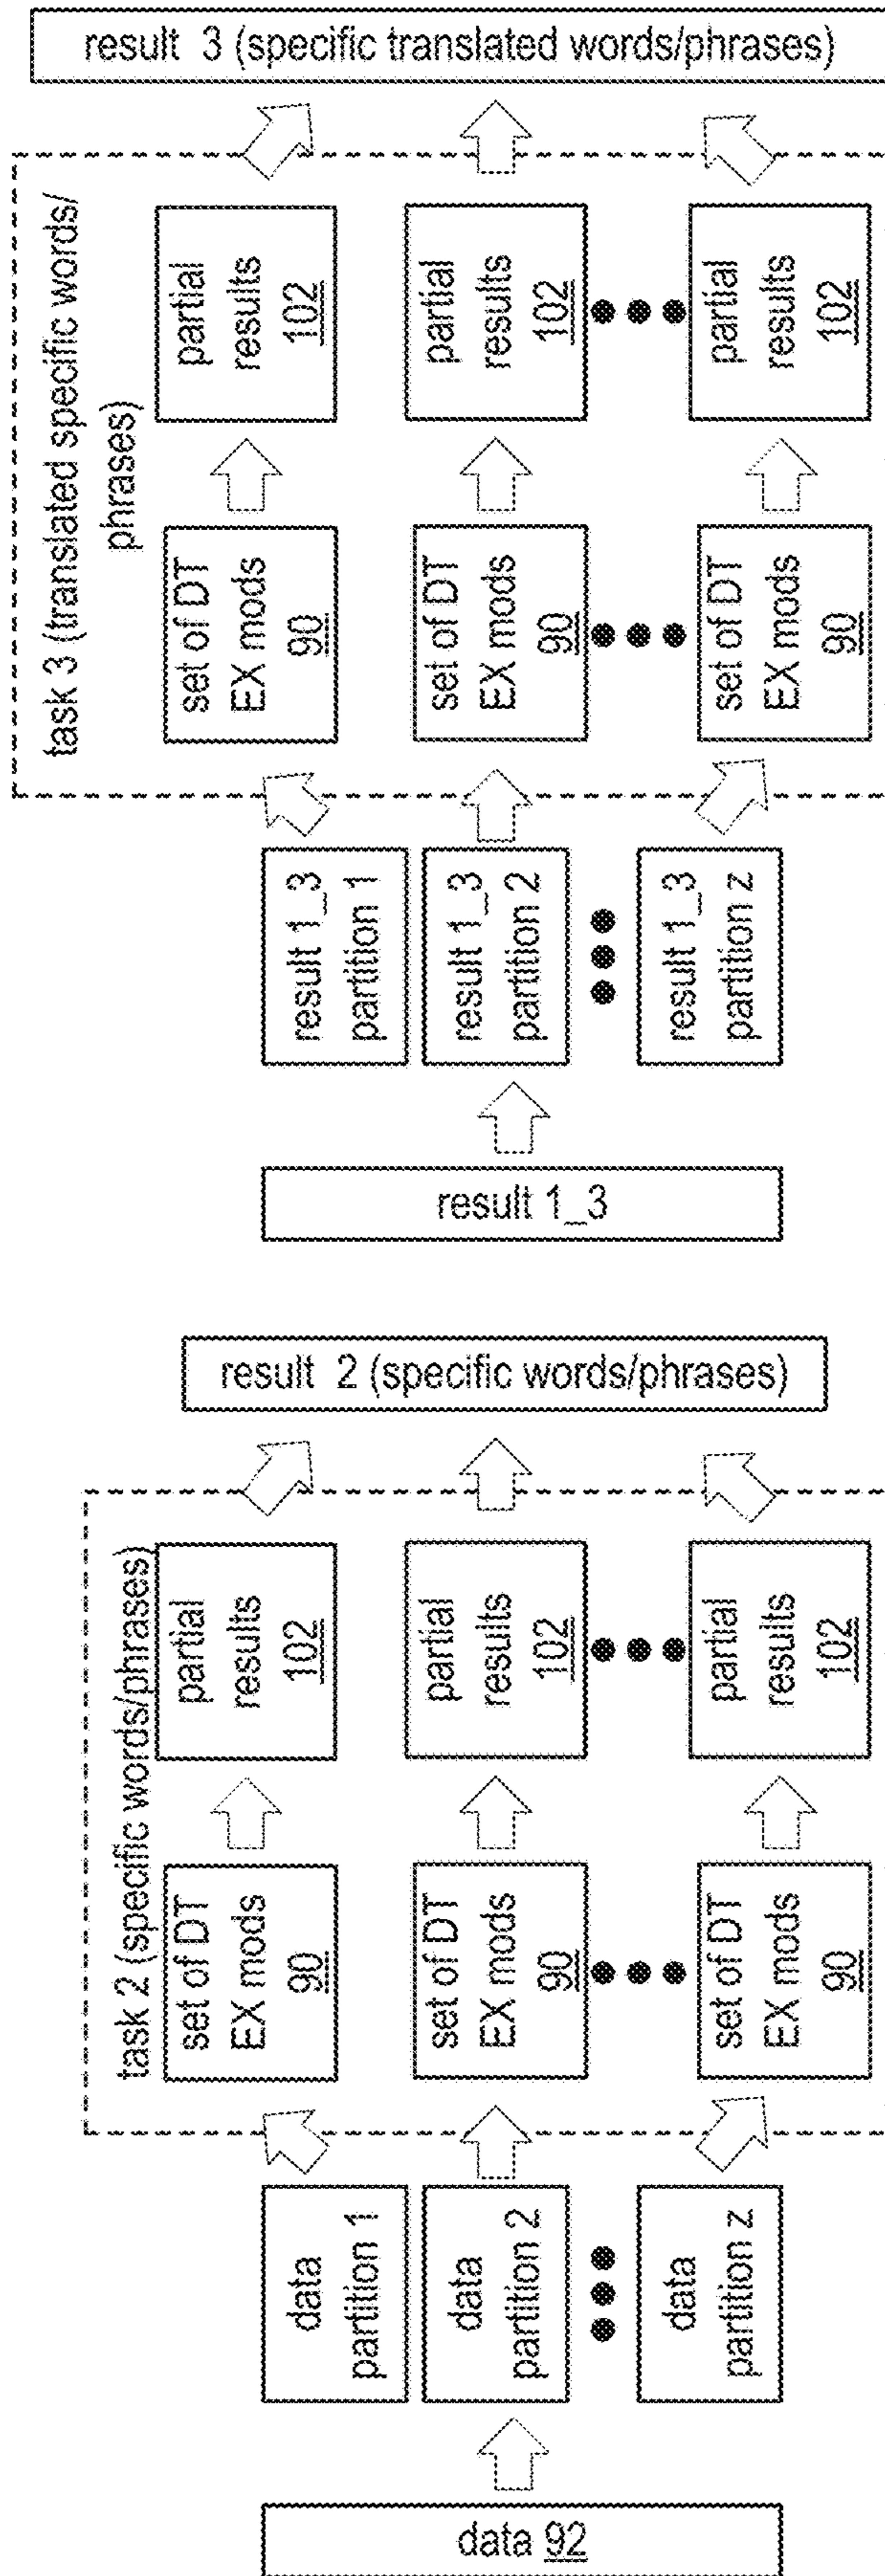 data 92
data
partition 1
data
partition 2
data
partition z
task 2 (specific words/phrases)
set of DT
EX mods
90
set of DT
EX mods
90
set of DT
EX mods
90
partial
results
102
partial
results
102
partial
results
102
result 2 (specific words/phrases)
result 1_3
result 1_3
partition 1
result 1_3
partition 2
result 1_3
partition z
task 3 (translated specific words/
phrases)
set of DT
EX mods
90
set of DT
EX mods
90
set of DT
EX mods
90
partial
results
102
partial
results
102
partial
results
102
result 3 (specific translated words/phrases)